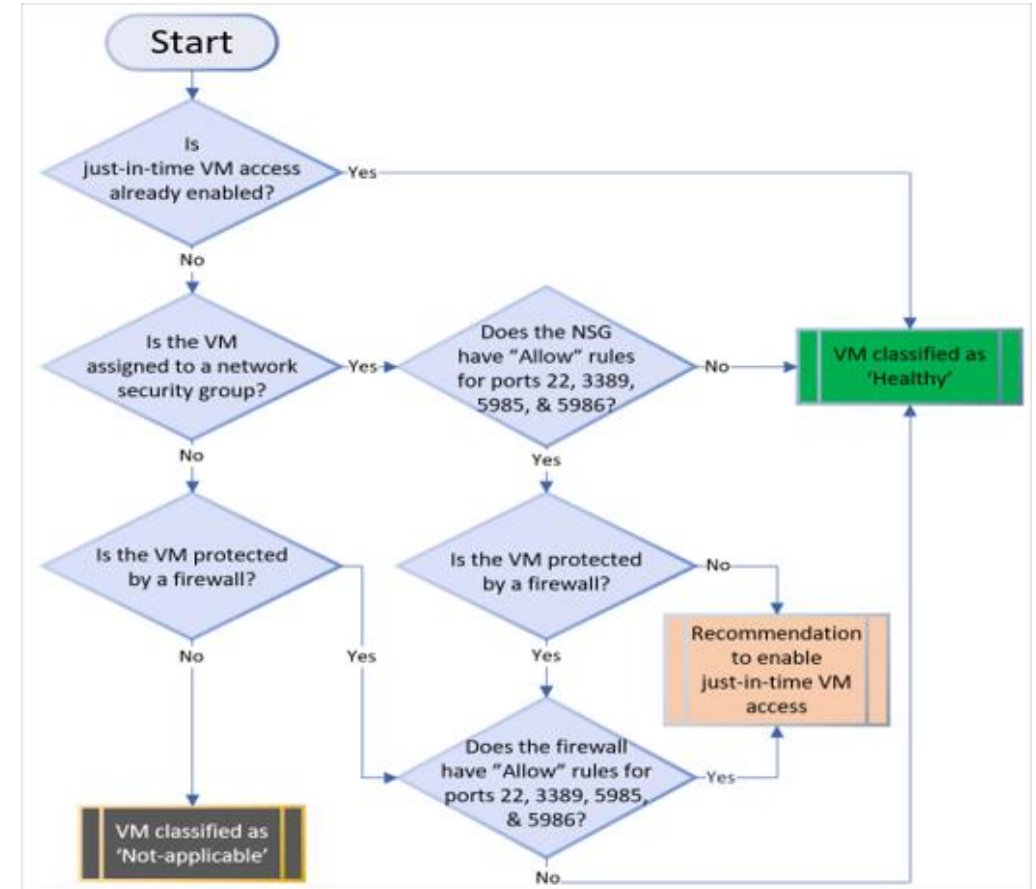 Start
Is
just-in-time VM access
already enabled?
Yes
No
Is the VM
assigned to a network
security group?
Yes
Does the NSG
have ”Allow” rules
for ports 22, 3389,
5985, & 5986?
No
VM classified as
‘Healthy’
No
Yes
Is the VM protected
by a firewall?
Is the VM protected
by a firewall?
No
Recommendation
to enable
just-in-time VM
access
No
Yes
Yes
Does the firewall
have ”Allow” rules for
ports 22, 3389, 5985,
& 5986?
Yes
VM classified as
‘Not-applicable’
No